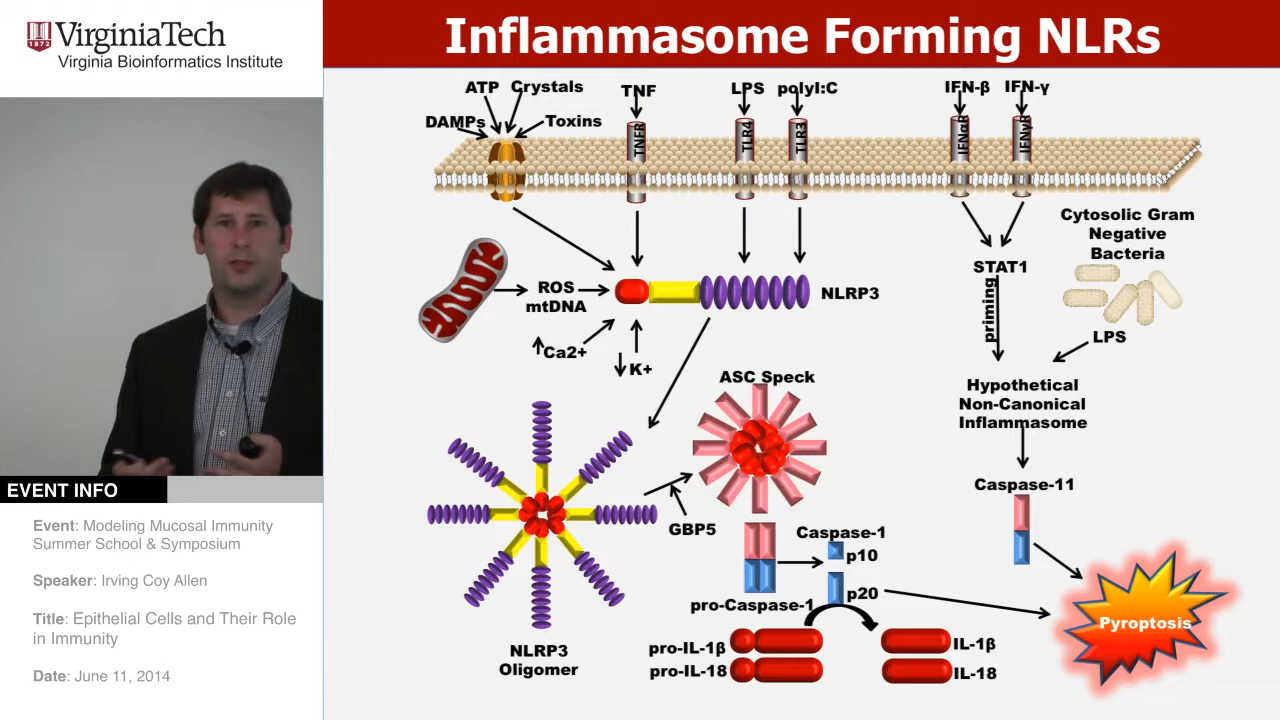 VirginiaTech
1872
Virginia Bioinformatics Institute
EVENT INFO
Event: Modeling Mucosal Immunity
Summer School & Symposium
Speaker: Irving Coy Allen
Title: Epithelial Cells and Their Role
in Immunity
Date: June 11, 2014
Inflammasome Forming NLRs
ATP Crystals
DAMPs
Toxins
TNF
TNFR
LPS
TLR4
polyI:C
TLR3
IFN-β
IFNαR
IFN-γ
IFNγR
ROS
mtDNA
Ca2+
K+
NLRP3
STAT1
priming
Cytosolic Gram
Negative
Bacteria
LPS
Hypothetical
Non-Canonical
Inflammasome
Caspase-11
ASC Speck
GBP5
NLRP3
Oligomer
Caspase-1
p10
p20
pro-Caspase-1
pro-IL-1β
pro-IL-18
IL-1β
IL-18
Pyroptosis